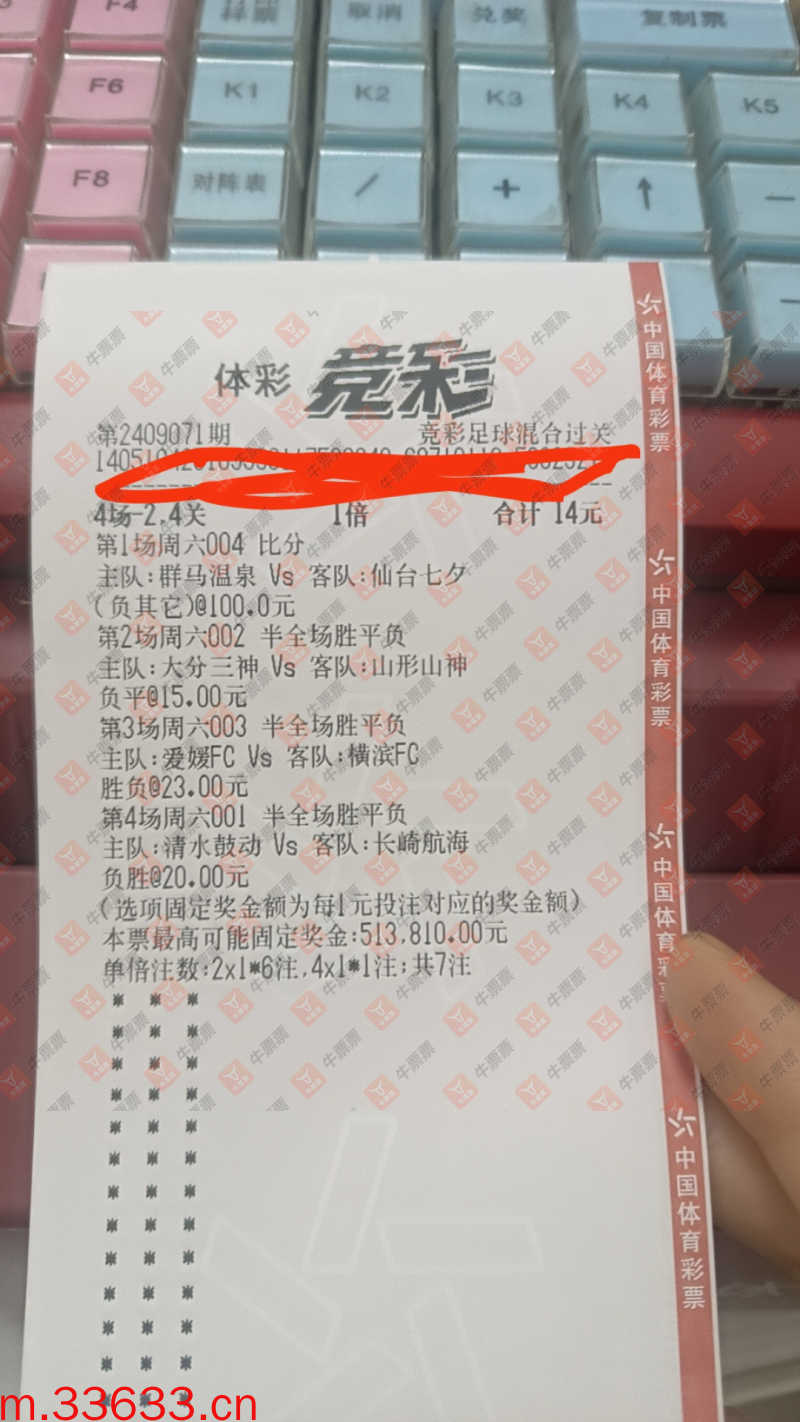 F4
样票
取消
兑奖
复制票
F6
K1
K2
K3
K4
K5
F8
对阵表
/
+
↑
—
体彩 竞彩
第2409071期 竞彩足球混合过关
4场-2,4关 1倍 合计 14元
第1场周六004 比分
主队:群马温泉 Vs 客队:仙台七夕
(负其它)@100.0元
第2场周六002 半全场胜平负
主队:大分三神 Vs 客队:山形山神
负平@15.00元
第3场周六003 半全场胜平负
主队:爱媛FC Vs 客队:横滨FC
胜负@23.00元
第4场周六001 半全场胜平负
主队:清水鼓动 Vs 客队:长崎航海
负胜@20.00元
(选项固定奖金额为每1元投注对应的奖金额)
本票最高可能固定奖金:513,810.00元
单倍注数:2x1*6注,4x1*1注;共7注
中国体育彩票
中国体育彩票
中国体育彩
中国体育彩票
牛票票
m.33633.cn